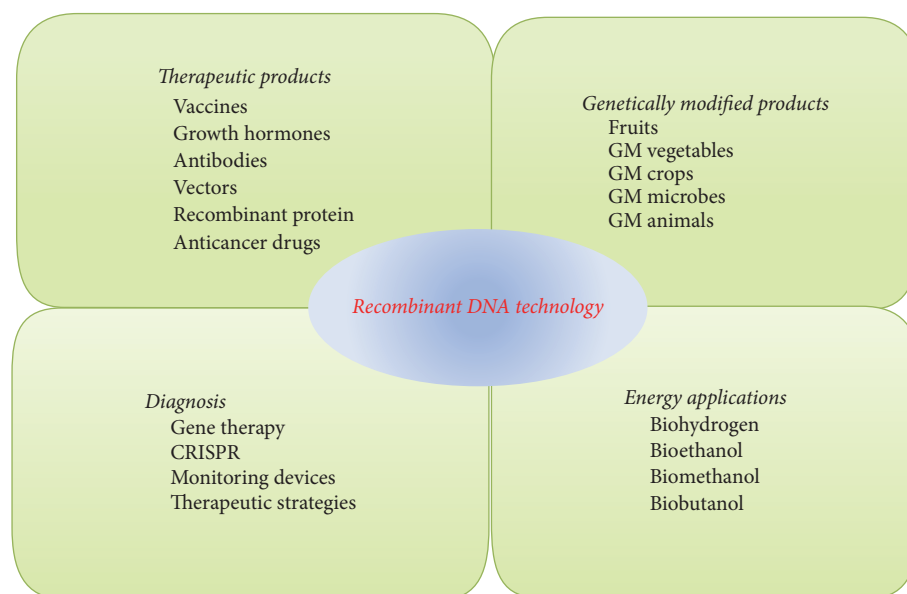 Therapeutic products
Vaccines
Growth hormones
Antibodies
Vectors
Recombinant protein
Anticancer drugs
Genetically modified products
Fruits
GM vegetables
GM crops
GM microbes
GM animals
Recombinant DNA technology
Diagnosis
Gene therapy
CRISPR
Monitoring devices
Therapeutic strategies
Energy applications
Biohydrogen
Bioethanol
Biomethanol
Biobutanol